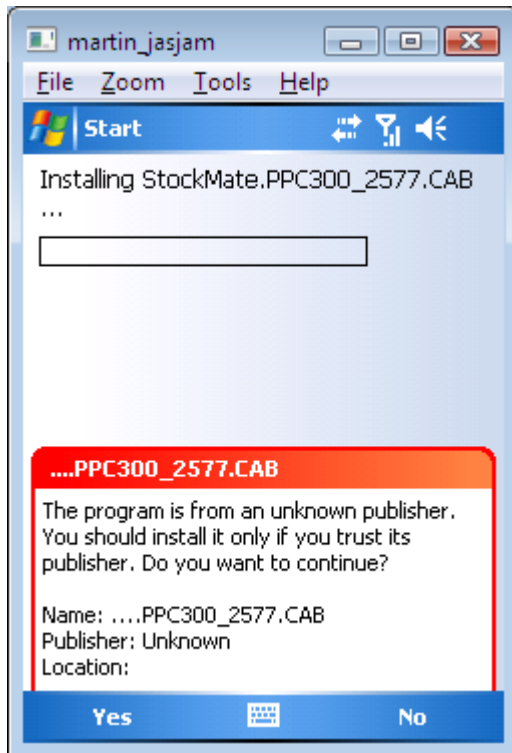 martin_jasjam
File Zoom Tools Help
Start
Installing StockMate.PPC300_2577.CAB
...
....PPC300_2577.CAB
The program is from an unknown publisher.
You should install it only if you trust its
publisher. Do you want to continue?
Name: ....PPC300_2577.CAB
Publisher: Unknown
Location:
Yes No